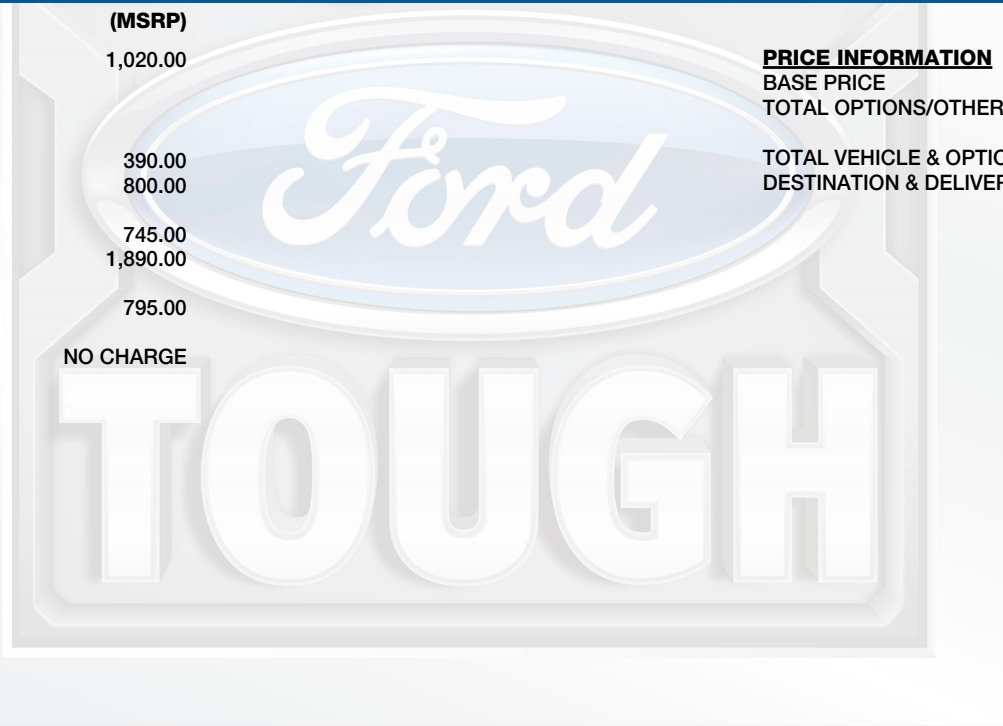 (MSRP)
1,020.00
390.00
800.00
745.00
1,890.00
795.00
NO CHARGE
PRICE INFORMATION
BASE PRICE
TOTAL OPTIONS/OTHER
TOTAL VEHICLE & OPTIO
DESTINATION & DELIVER
Ford
TOUGH